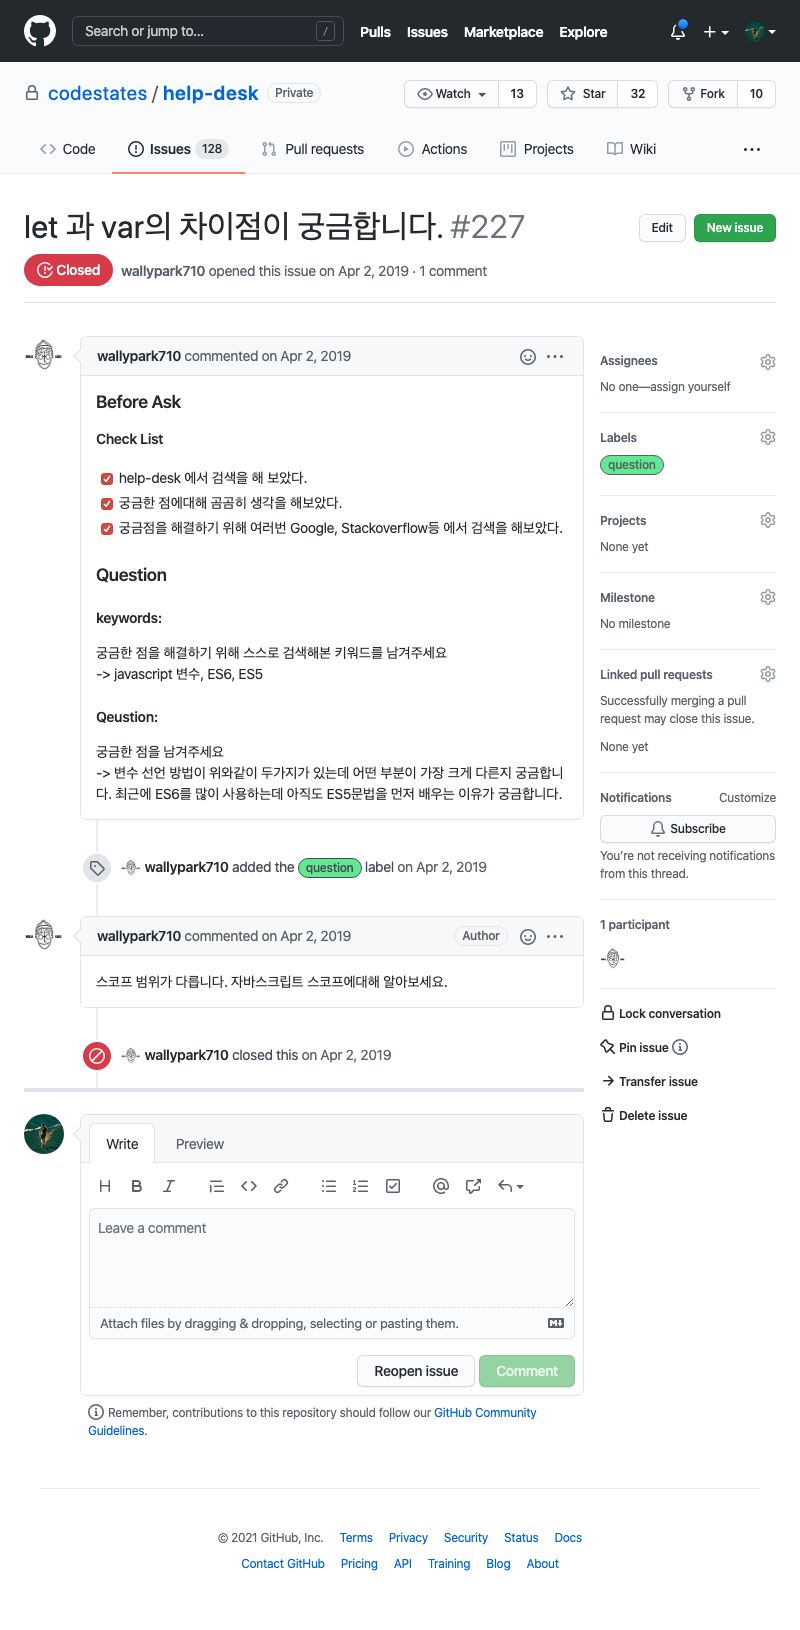 Search or jump to... /
Pulls Issues Marketplace Explore
codestates / help-desk Private
Watch 13 Star 32 Fork 10
Code Issues 128 Pull requests Actions Projects Wiki
let 과 var의 차이점이 궁금합니다. #227
Edit New issue
Closed wallypark710 opened this issue on Apr 2, 2019 · 1 comment
wallypark710 commented on Apr 2, 2019
Before Ask
Check List
help-desk 에서 검색을 해 보았다.
궁금한 점에대해 곰곰히 생각을 해보았다.
궁금점을 해결하기 위해 여러번 Google, Stackoverflow등 에서 검색을 해보았다.
Question
keywords:
궁금한 점을 해결하기 위해 스스로 검색해본 키워드를 남겨주세요
-> javascript 변수, ES6, ES5
Qeustion:
궁금한 점을 남겨주세요
-> 변수 선언 방법이 위와같이 두가지가 있는데 어떤 부분이 가장 크게 다른지 궁금합니
다. 최근에 ES6를 많이 사용하는데 아직도 ES5문법을 먼저 배우는 이유가 궁금합니다.
wallypark710 added the question label on Apr 2, 2019
wallypark710 commented on Apr 2, 2019 Author
스코프 범위가 다릅니다. 자바스크립트 스코프에대해 알아보세요.
wallypark710 closed this on Apr 2, 2019
Write Preview
H B I
Leave a comment
Attach files by dragging & dropping, selecting or pasting them.
Reopen issue Comment
Remember, contributions to this repository should follow our GitHub Community
Guidelines.
Assignees
No one—assign yourself
Labels
question
Projects
None yet
Milestone
No milestone
Linked pull requests
Successfully merging a pull
request may close this issue.
None yet
Notifications Customize
Subscribe
You're not receiving notifications
from this thread.
1 participant
Lock conversation
Pin issue
Transfer issue
Delete issue
© 2021 GitHub, Inc. Terms Privacy Security Status Docs
Contact GitHub Pricing API Training Blog About